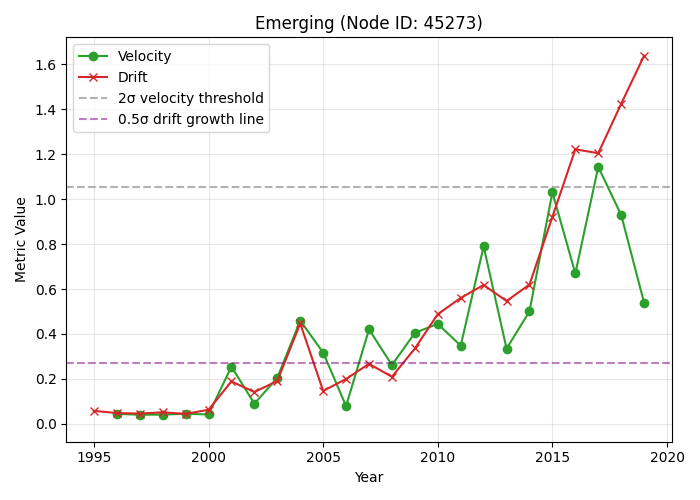 Emerging (Node ID: 45273)
Velocity
Drift
2σ velocity threshold
0.5σ drift growth line
Metric Value
1.6
1.4
1.2
1.0
0.8
0.6
0.4
0.2
0.0
1995
2000
2005
2010
2015
2020
Year